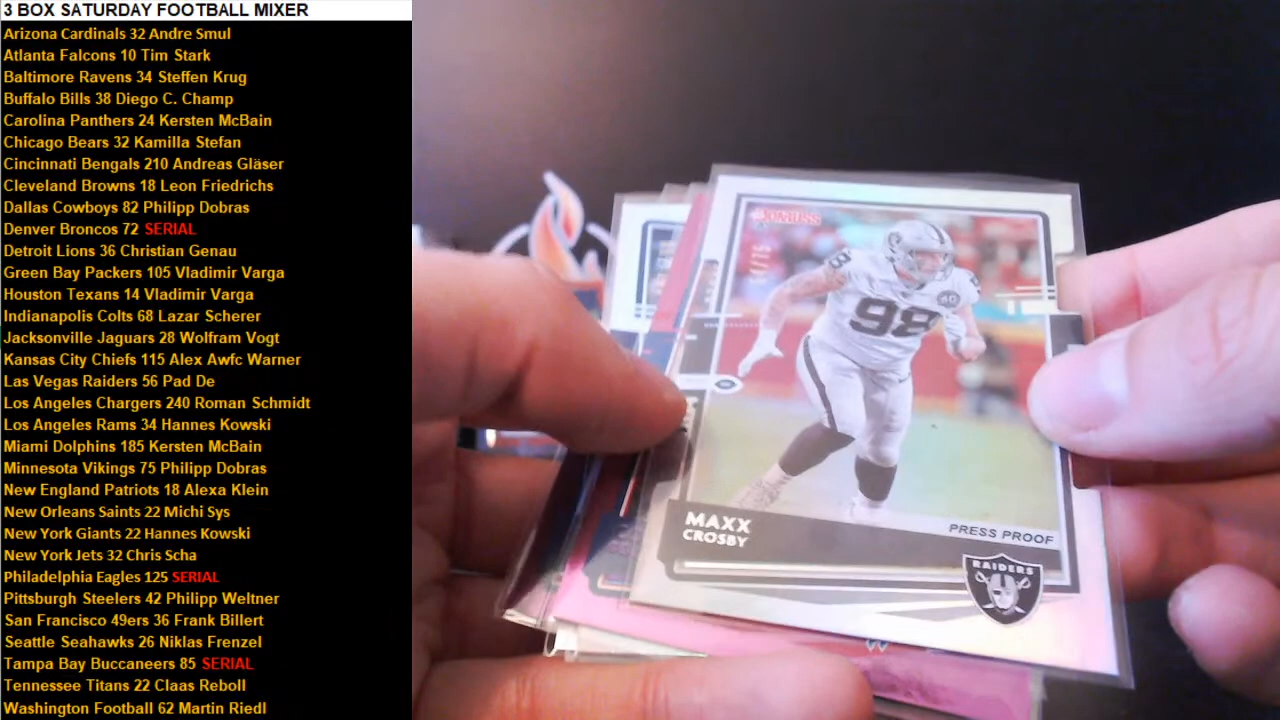 3 BOX SATURDAY FOOTBALL MIXER
Arizona Cardinals 32 Andre Smul
Atlanta Falcons 10 Tim Stark
Baltimore Ravens 34 Steffen Krug
Buffalo Bills 38 Diego C. Champ
Carolina Panthers 24 Kersten McBain
Chicago Bears 32 Kamilla Stefan
Cincinnati Bengals 210 Andreas Gläser
Cleveland Browns 18 Leon Friedrichs
Dallas Cowboys 82 Philipp Dobras
Denver Broncos 72 SERIAL
Detroit Lions 36 Christian Genau
Green Bay Packers 105 Vladimir Varga
Houston Texans 14 Vladimir Varga
Indianapolis Colts 68 Lazar Scherer
Jacksonville Jaguars 28 Wolfram Vogt
Kansas City Chiefs 115 Alex Awfc Warner
Las Vegas Raiders 56 Pad De
Los Angeles Chargers 240 Roman Schmidt
Los Angeles Rams 34 Hannes Kowski
Miami Dolphins 185 Kersten McBain
Minnesota Vikings 75 Philipp Dobras
New England Patriots 18 Alexa Klein
New Orleans Saints 22 Michi Sys
New York Giants 22 Hannes Kowski
New York Jets 32 Chris Scha
Philadelphia Eagles 125 SERIAL
Pittsburgh Steelers 42 Philipp Weltner
San Francisco 49ers 36 Frank Billert
Seattle Seahawks 26 Niklas Frenzel
Tampa Bay Buccaneers 85 SERIAL
Tennessee Titans 22 Claas Reboll
Washington Football 62 Martin Riedl
DONRUSS
98
98
MAXX
CROSBY
PRESS PROOF
RAIDERS